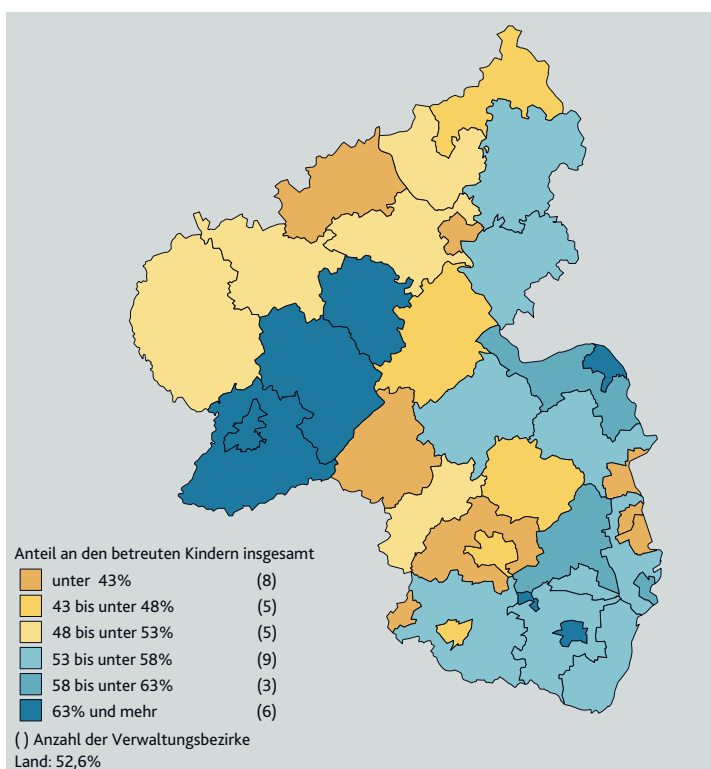 Anteil an den betreuten Kindern insgesamt
unter 43% (8)
43 bis unter 48% (5)
48 bis unter 53% (5)
53 bis unter 58% (9)
58 bis unter 63% (3)
63% und mehr (6)
( ) Anzahl der Verwaltungsbezirke
Land: 52,6%